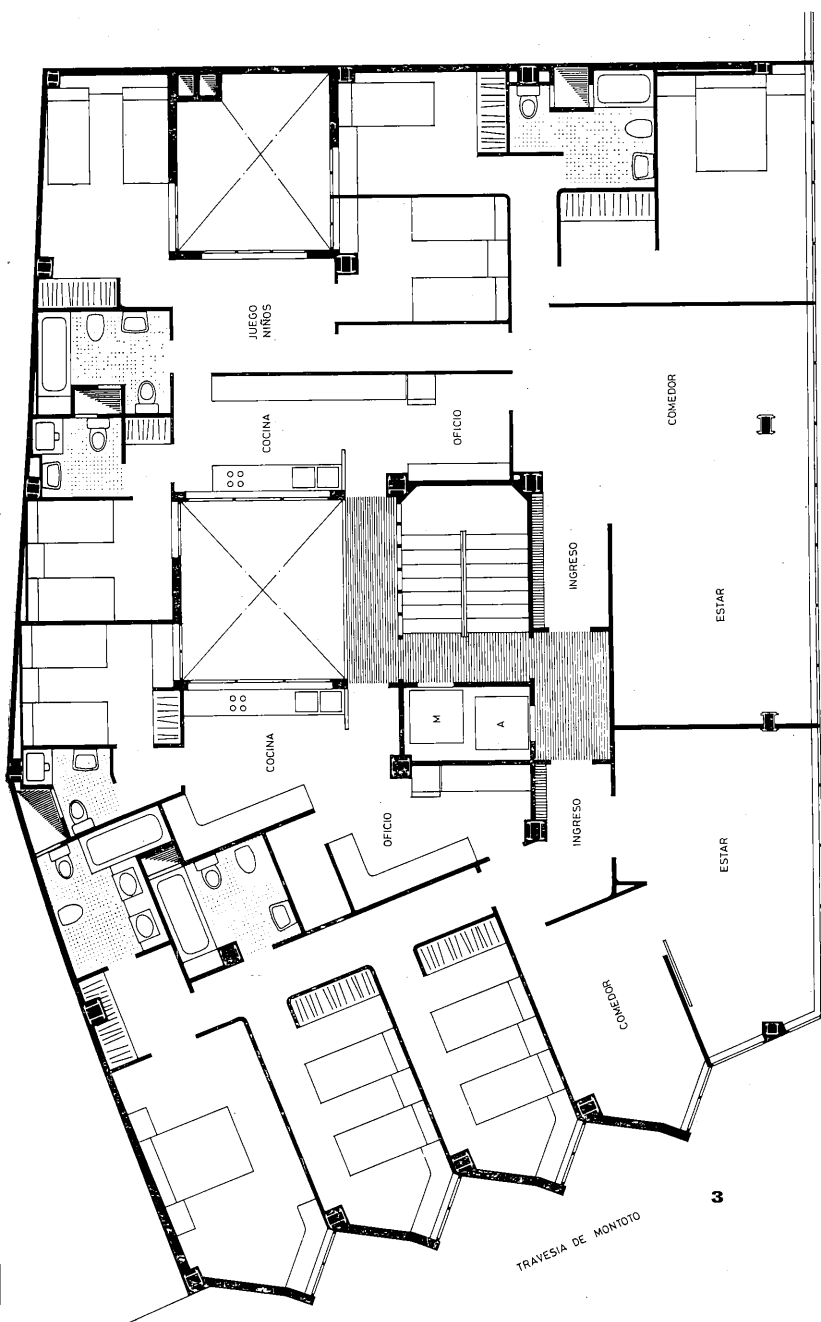 JUEGO
NIÑOS
COCINA
OFICIO
COMEDOR
INGRESO
ESTAR
M
A
COCINA
OFICIO
INGRESO
ESTAR
COMEDOR
3
TRAVESIA DE MONTOTO